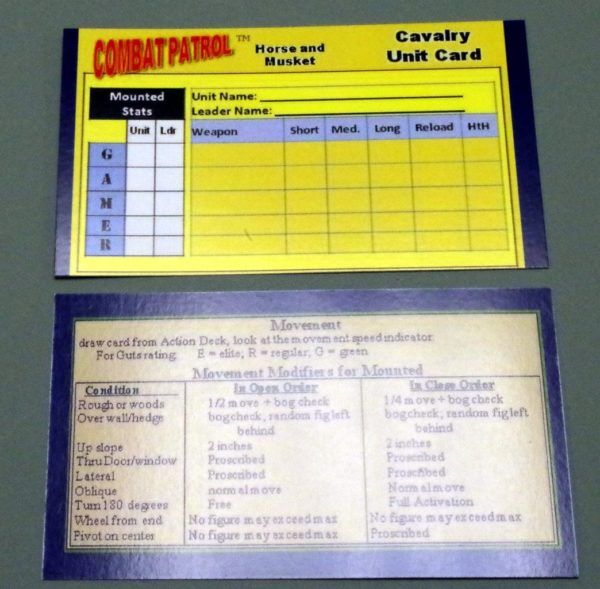 COMBAT PATROL™
Horse and
Musket
Cavalry
Unit Card
Mounted
Stats
Unit Name:
Leader Name:
Unit Ldr
Weapon Short Med. Long Reload HtH
G
A
M
E
R
Movement
draw card from Action Deck, look at the movement speed indicator.
For Guts rating: E = elite; R = regular; G = green
Movement Modifiers for Mounted
Condition In Open Order In Close Order
Rough or woods 1/2 move + bog check 1/4 move + bog check
Over wall/hedge bog check; random fig left behind bog check; random fig left behind
Up slope 2 inches 2 inches
Thru Door/window Proscribed Proscribed
Lateral Proscribed Proscribed
Oblique normal move Normal move
Turn 180 degrees Free Full Activation
Wheel from end No figure may exceed max No figure may exceed max
Pivot on center No figure may exceed max Proscribed